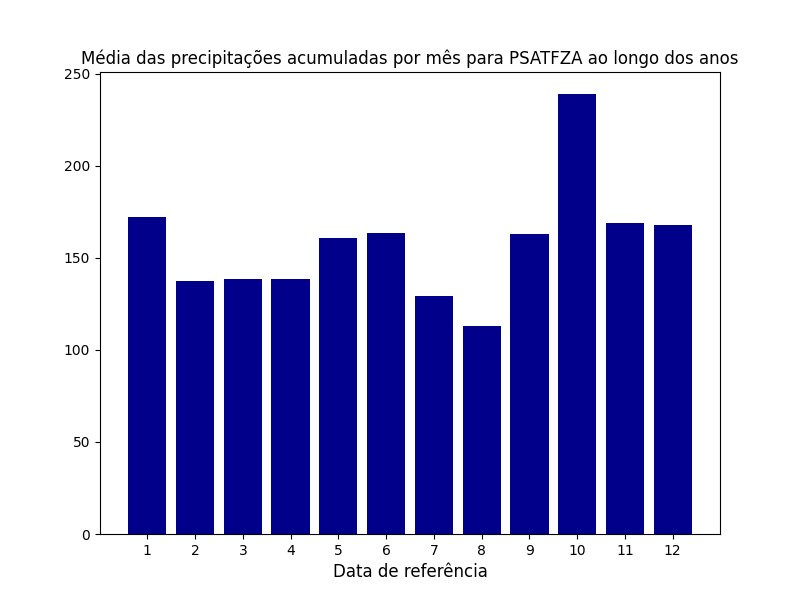 Média das precipitações acumuladas por mês para PSATFZA ao longo dos anos
250
200
150
100
50
0
1 2 3 4 5 6 7 8 9 10 11 12
Data de referência